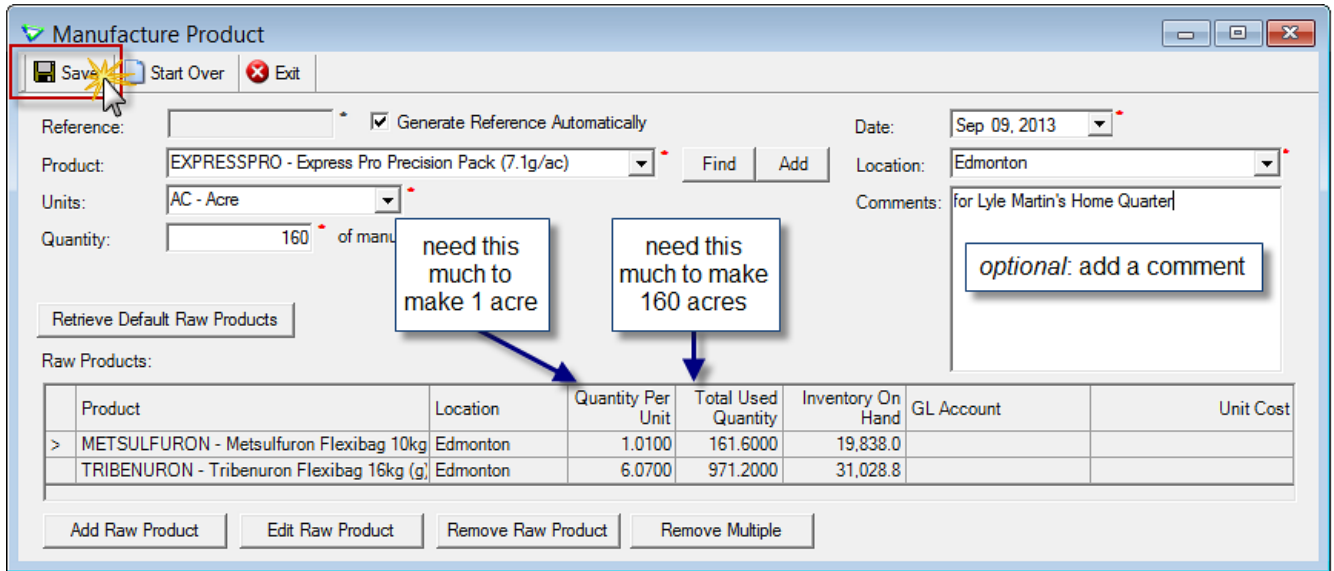 Manufacture Product
Save Start Over Exit
Reference: * Generate Reference Automatically Date: Sep 09, 2013 *
Product: EXPRESSPRO - Express Pro Precision Pack (7.1g/ac) * Find Add Location: Edmonton *
Units: AC - Acre * Comments: for Lyle Martin's Home Quarter
Quantity: 160 * of manu
need this
much to
make 1 acre
need this
much to make
160 acres
optional: add a comment
Retrieve Default Raw Products
Raw Products:
Product Location Quantity Per Unit Total Used Quantity Inventory On Hand GL Account Unit Cost
> METSULFURON - Metsulfuron Flexibag 10kg Edmonton 1.0100 161.6000 19,838.0
TRIBENURON - Tribenuron Flexibag 16kg (g) Edmonton 6.0700 971.2000 31,028.8
Add Raw Product Edit Raw Product Remove Raw Product Remove Multiple